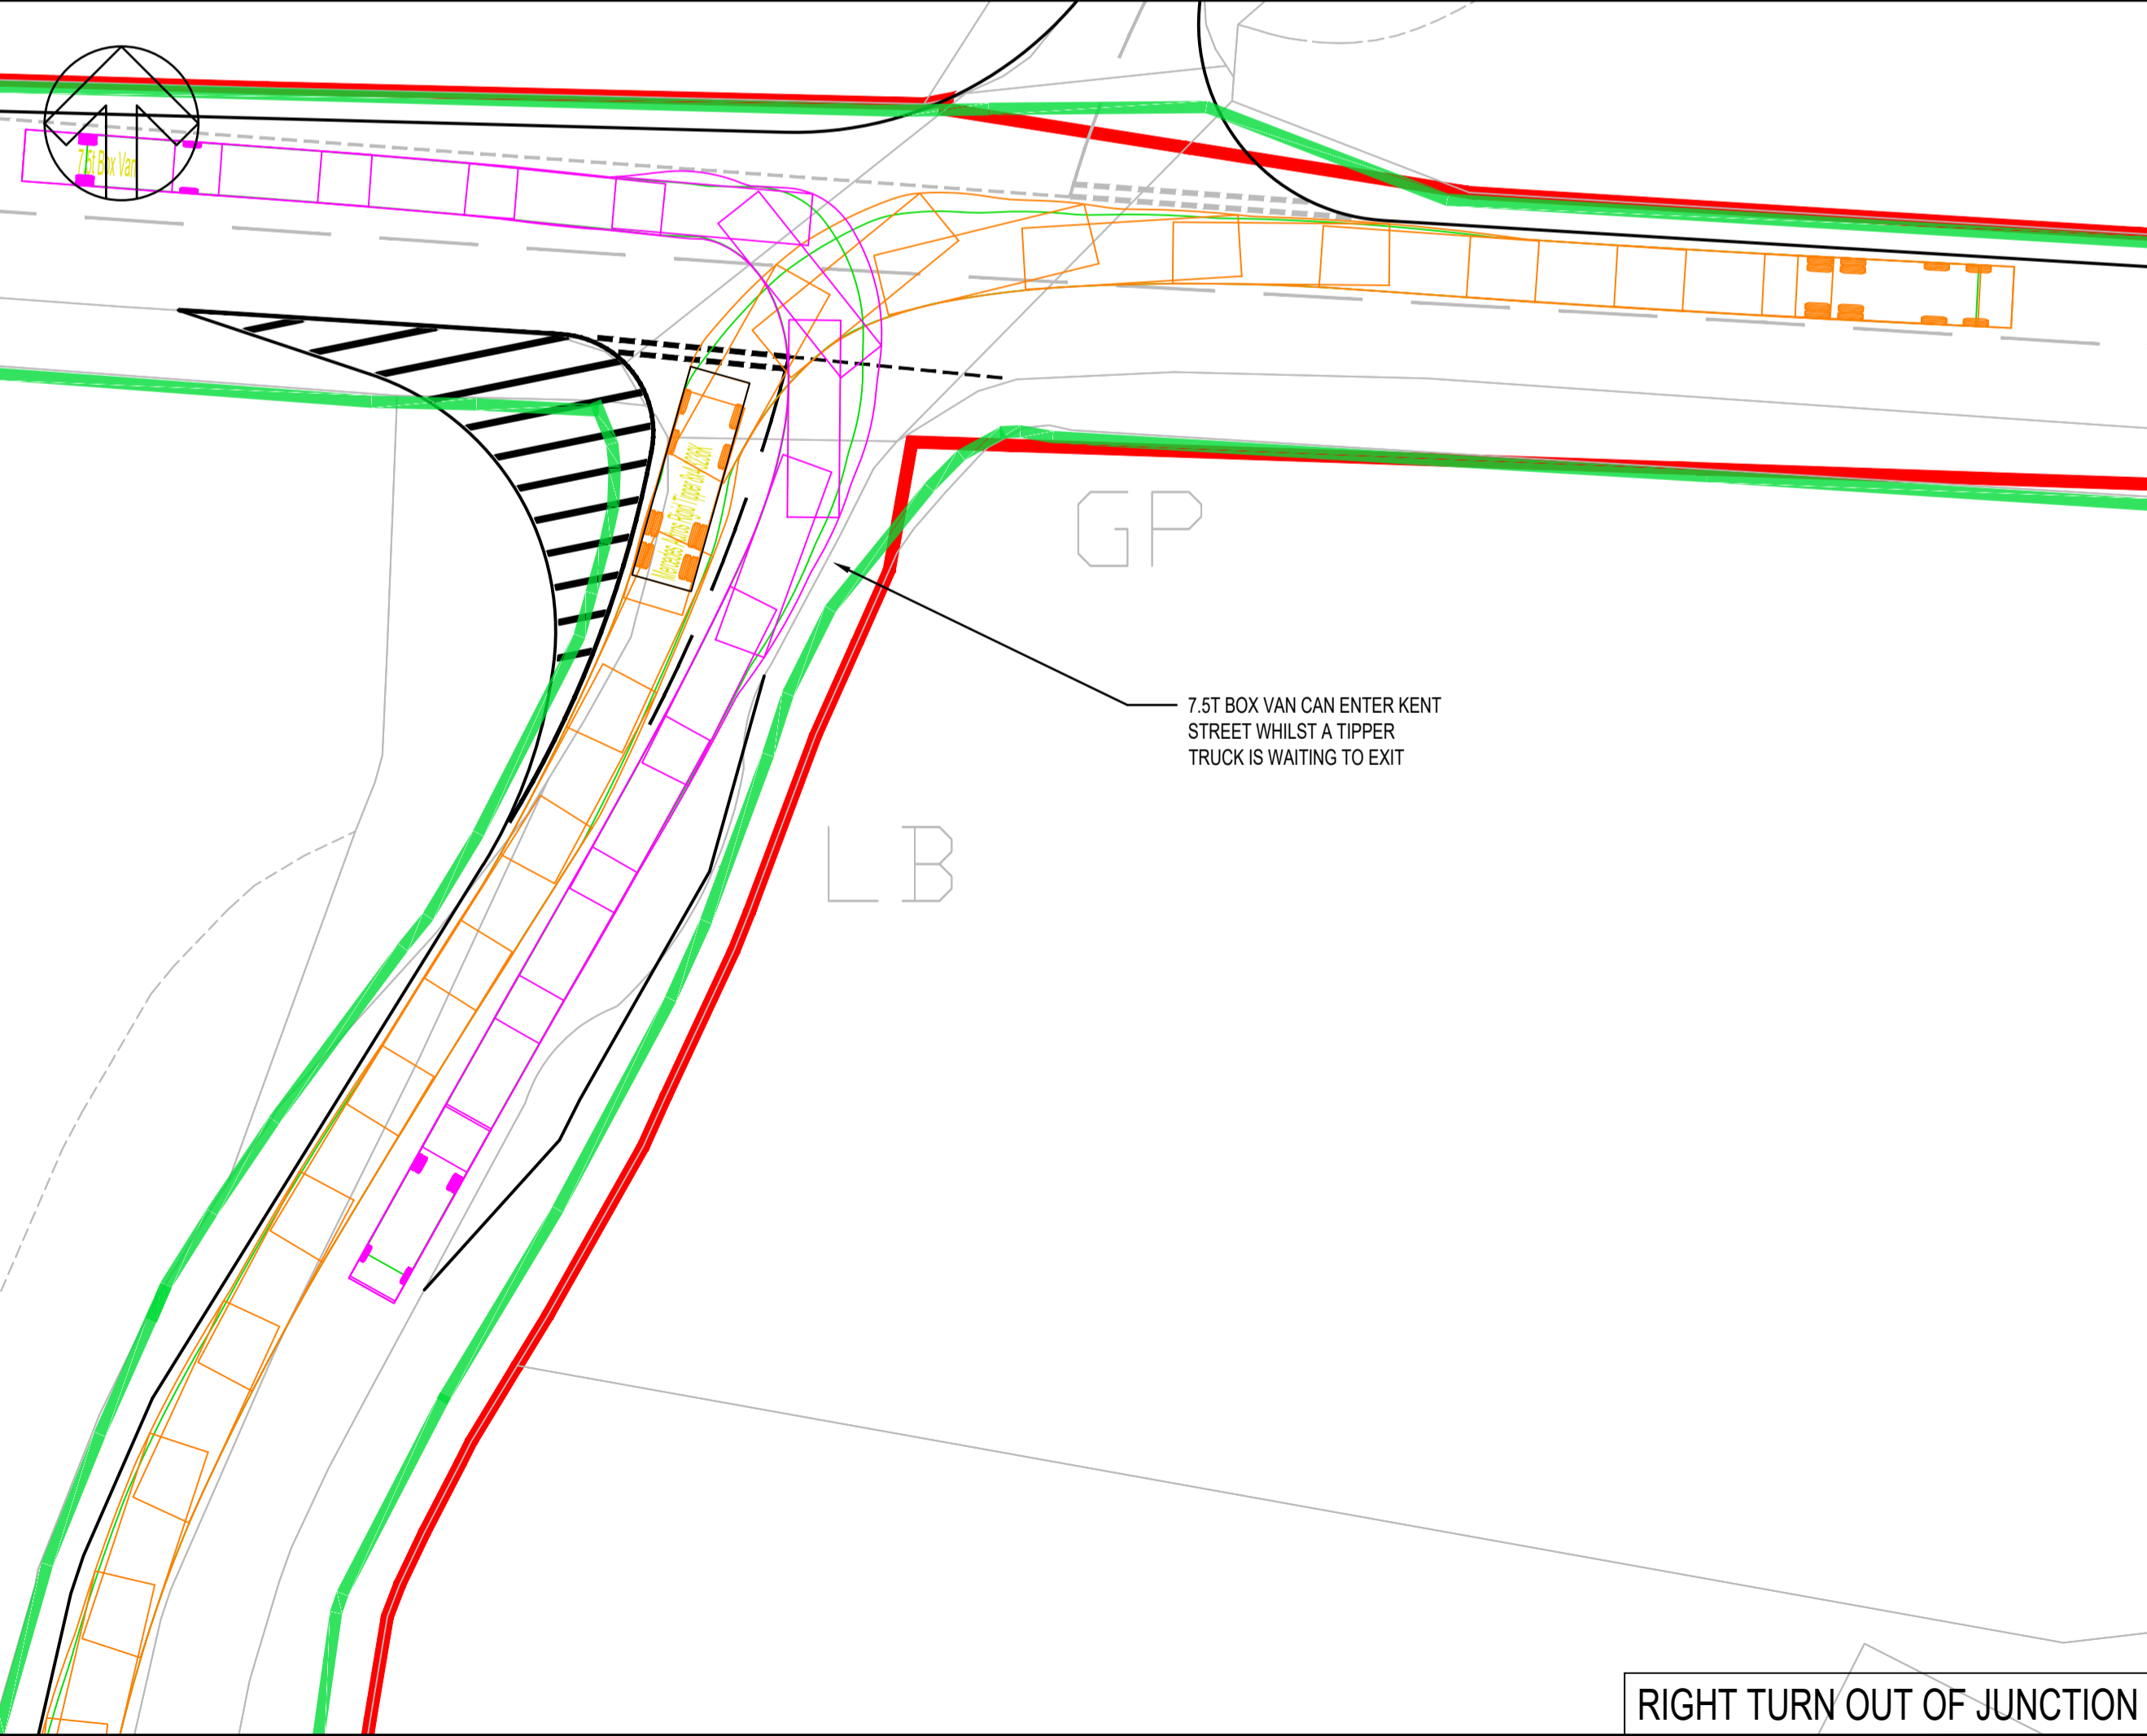 7.5t Box Van
GP
7.5T BOX VAN CAN ENTER KENT
STREET WHILST A TIPPER
TRUCK IS WAITING TO EXIT
LB
RIGHT TURN OUT OF JUNCTION